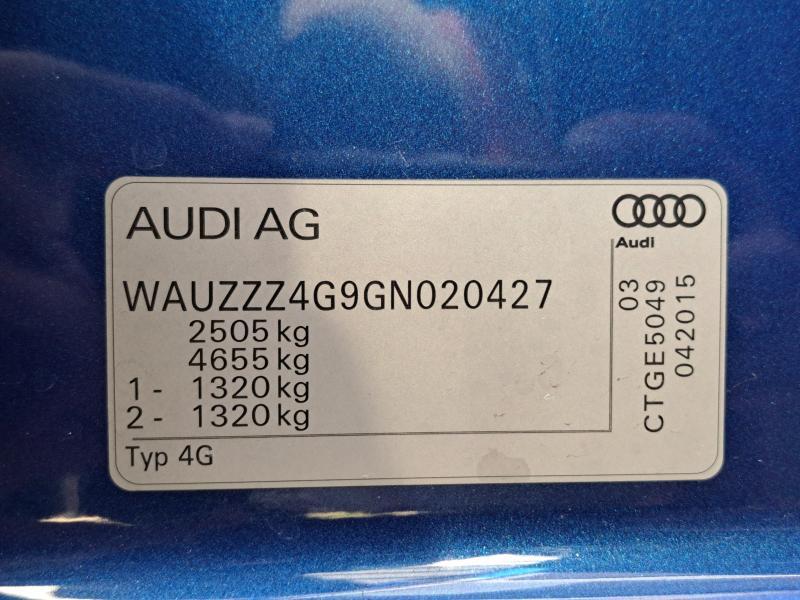 AUDI AG
Audi
WAUZZZ4G9GN020427
2505 kg
4655 kg
1 - 1320 kg
2 - 1320 kg
Typ 4G
03
CTGE5049
042015